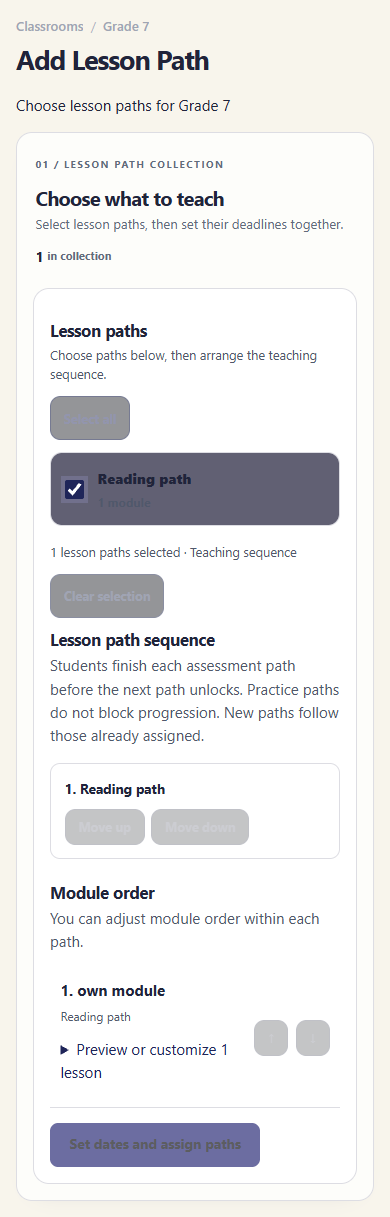 Classrooms / Grade 7
Add Lesson Path
Choose lesson paths for Grade 7
01 / LESSON PATH COLLECTION
Choose what to teach
Select lesson paths, then set their deadlines together.
1 in collection
Lesson paths
Choose paths below, then arrange the teaching
sequence.
Reading path
1 module
1 lesson paths selected · Teaching sequence
Clear selection
Lesson path sequence
Students finish each assessment path
before the next path unlocks. Practice paths
do not block progression. New paths follow
those already assigned.
1. Reading path
Move up Move down
Module order
You can adjust module order within each
path.
1. own module
Reading path
Preview or customize 1
lesson
Set dates and assign paths